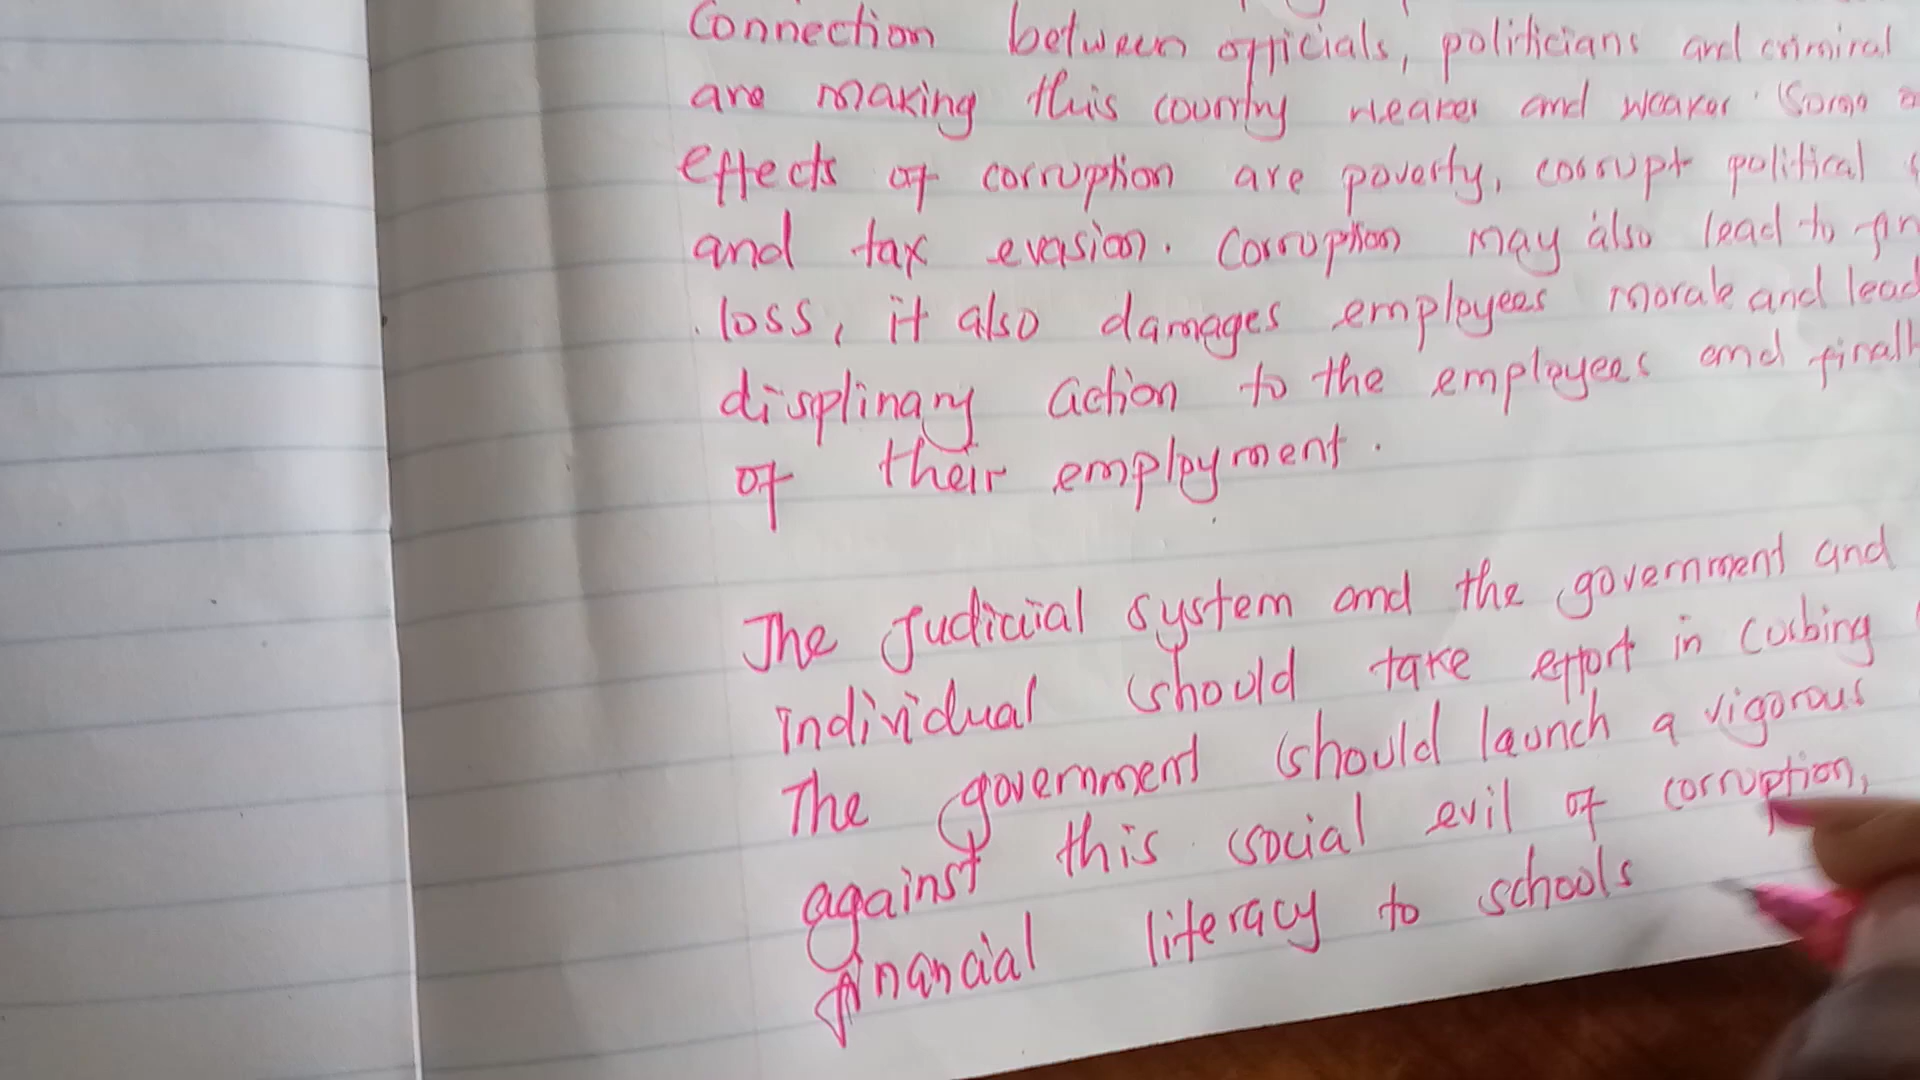 Connection between officials, politicians and criminal
are making this country weaker and weaker. Some
effects of corruption are poverty, corrupt political
and tax evasion. Corruption may also lead to fin
loss, it also damages employees morale and lead
displinary action to the employees and finall
of their employment.
The Judicial system and the government and
individual should take effort in curbing
The government should launch a vigorous
against this social evil of corruption,
financial literacy to schools